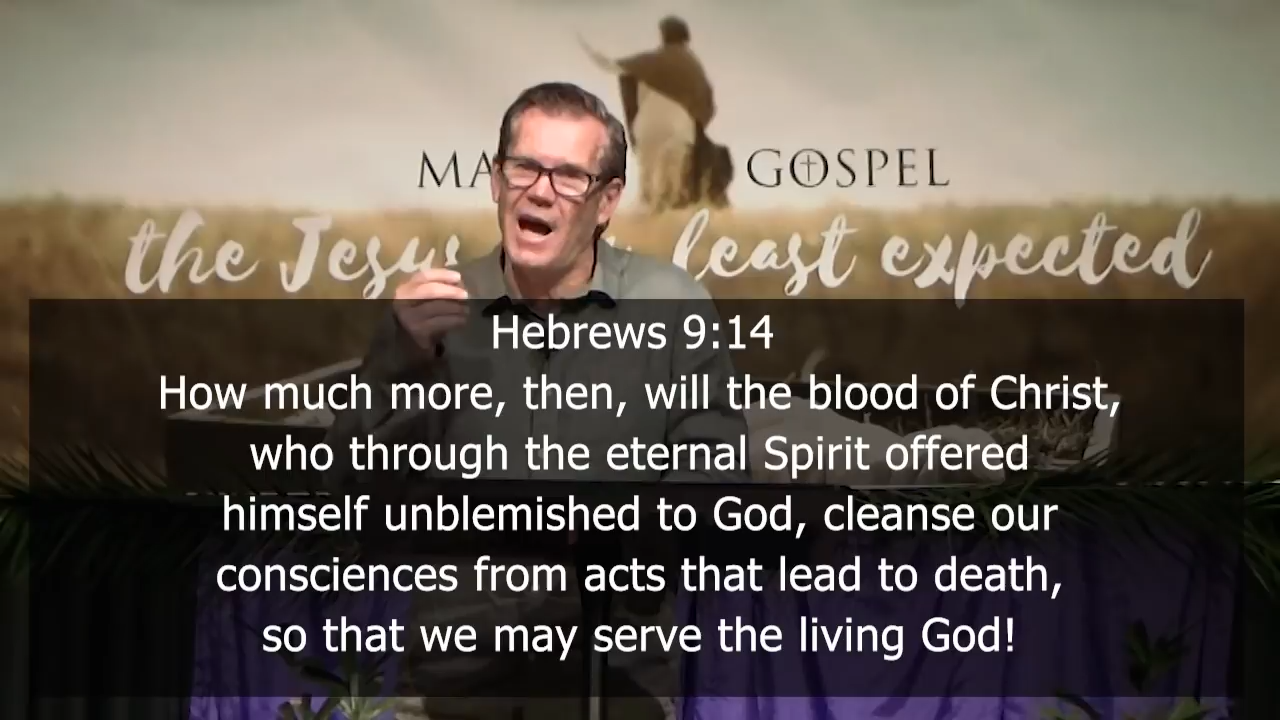 MA GOSPEL
the Jesu least expected
Hebrews 9:14
How much more, then, will the blood of Christ,
who through the eternal Spirit offered
himself unblemished to God, cleanse our
consciences from acts that lead to death,
so that we may serve the living God!